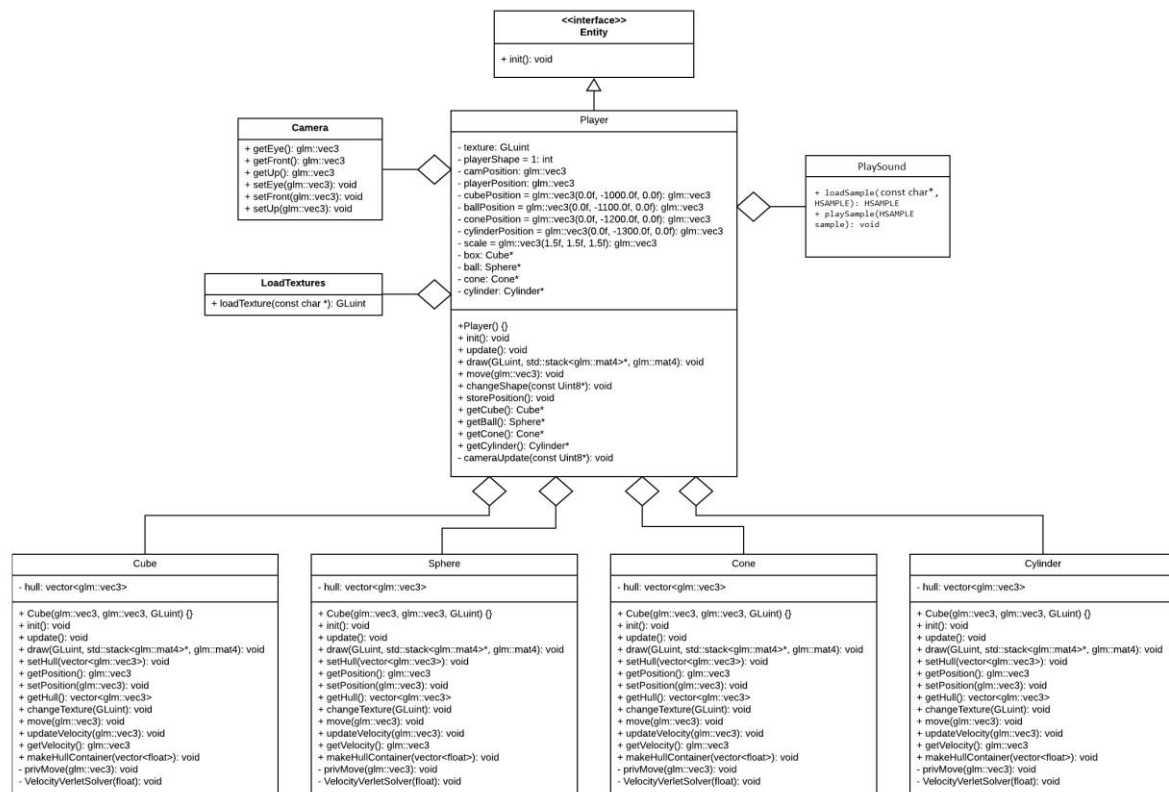 <<interface>>
Entity
+ init(): void
Camera
+ getEye(): glm::vec3
+ getFront(): glm::vec3
+ getUp(): glm::vec3
+ setEye(glm::vec3): void
+ setFront(glm::vec3): void
+ setUp(glm::vec3): void
LoadTextures
+ loadTexture(const char *): GLuint
Player
- texture: GLuint
- playerShape = 1: int
- camPosition: glm::vec3
- playerPosition: glm::vec3
- cubePosition = glm::vec3(0.0f, -1000.0f, 0.0f): glm::vec3
- ballPosition = glm::vec3(0.0f, -1100.0f, 0.0f): glm::vec3
- conePosition = glm::vec3(0.0f, -1200.0f, 0.0f): glm::vec3
- cylinderPosition = glm::vec3(0.0f, -1300.0f, 0.0f): glm::vec3
- scale = glm::vec3(1.5f, 1.5f, 1.5f): glm::vec3
- box: Cube*
- ball: Sphere*
- cone: Cone*
- cylinder: Cylinder*
+Player() {}
+ init(): void
+ update(): void
+ draw(GLuint, std::stack<glm::mat4>*, glm::mat4): void
+ move(glm::vec3): void
+ changeShape(const Uint8*): void
+ storePosition(): void
+ getCube(): Cube*
+ getBall(): Sphere*
+ getCone(): Cone*
+ getCylinder(): Cylinder*
- cameraUpdate(const Uint8*): void
PlaySound
+ loadSample(const char*,
HSAMPLE): HSAMPLE
+ playSample(HSAMPLE
sample): void
Cube
- hull: vector<glm::vec3>
+ Cube(glm::vec3, glm::vec3, GLuint) {}
+ init(): void
+ update(): void
+ draw(GLuint, std::stack<glm::mat4>*, glm::mat4): void
+ setHull(vector<glm::vec3>): void
+ getPosition(): glm::vec3
+ setPosition(glm::vec3): void
+ getHull(): vector<glm::vec3>
+ changeTexture(GLuint): void
+ move(glm::vec3): void
+ updateVelocity(glm::vec3): void
+ getVelocity(): glm::vec3
+ makeHullContainer(vector<float>): void
- privMove(glm::vec3): void
- VelocityVerletSolver(float): void
Sphere
- hull: vector<glm::vec3>
+ Cube(glm::vec3, glm::vec3, GLuint) {}
+ init(): void
+ update(): void
+ draw(GLuint, std::stack<glm::mat4>*, glm::mat4): void
+ setHull(vector<glm::vec3>): void
+ getPosition(): glm::vec3
+ setPosition(glm::vec3): void
+ getHull(): vector<glm::vec3>
+ changeTexture(GLuint): void
+ move(glm::vec3): void
+ updateVelocity(glm::vec3): void
+ getVelocity(): glm::vec3
+ makeHullContainer(vector<float>): void
- privMove(glm::vec3): void
- VelocityVerletSolver(float): void
Cone
- hull: vector<glm::vec3>
+ Cube(glm::vec3, glm::vec3, GLuint) {}
+ init(): void
+ update(): void
+ draw(GLuint, std::stack<glm::mat4>*, glm::mat4): void
+ setHull(vector<glm::vec3>): void
+ getPosition(): glm::vec3
+ setPosition(glm::vec3): void
+ getHull(): vector<glm::vec3>
+ changeTexture(GLuint): void
+ move(glm::vec3): void
+ updateVelocity(glm::vec3): void
+ getVelocity(): glm::vec3
+ makeHullContainer(vector<float>): void
- privMove(glm::vec3): void
- VelocityVerletSolver(float): void
Cylinder
- hull: vector<glm::vec3>
+ Cube(glm::vec3, glm::vec3, GLuint) {}
+ init(): void
+ update(): void
+ draw(GLuint, std::stack<glm::mat4>*, glm::mat4): void
+ setHull(vector<glm::vec3>): void
+ getPosition(): glm::vec3
+ setPosition(glm::vec3): void
+ getHull(): vector<glm::vec3>
+ changeTexture(GLuint): void
+ move(glm::vec3): void
+ updateVelocity(glm::vec3): void
+ getVelocity(): glm::vec3
+ makeHullContainer(vector<float>): void
- privMove(glm::vec3): void
- VelocityVerletSolver(float): void